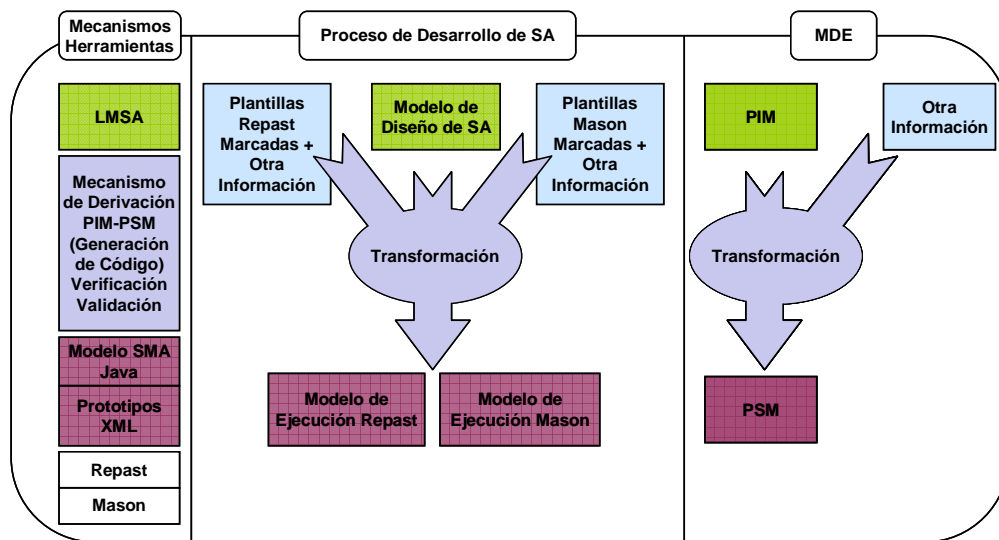 Mecanismos
Herramientas
Proceso de Desarrollo de SA
MDE
LMSA
Mecanismo
de Derivación
PIM-PSM
(Generación
de Código)
Verificación
Validación
Modelo SMA
Java
Prototipos
XML
Repast
Mason
Plantillas
Repast
Marcadas +
Otra
Información
Modelo de
Diseño de SA
Plantillas
Mason
Marcadas +
Otra
Información
Transformación
Modelo de
Ejecución Repast
Modelo de
Ejecución Mason
PIM
Otra
Información
Transformación
PSM